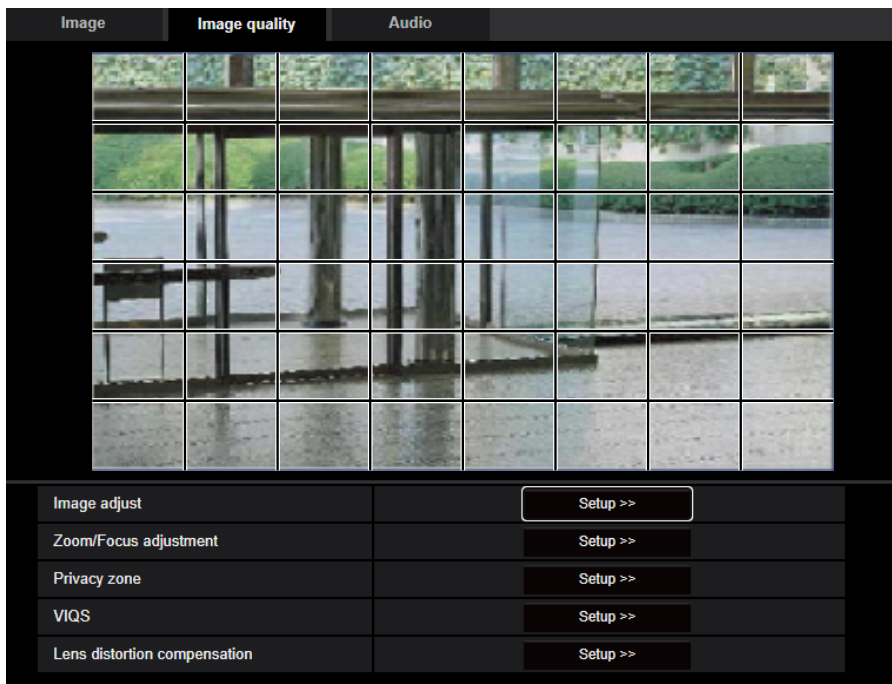 Image Image quality Audio
Image adjust Setup >>
Zoom/Focus adjustment Setup >>
Privacy zone Setup >>
VIQS Setup >>
Lens distortion compensation Setup >>